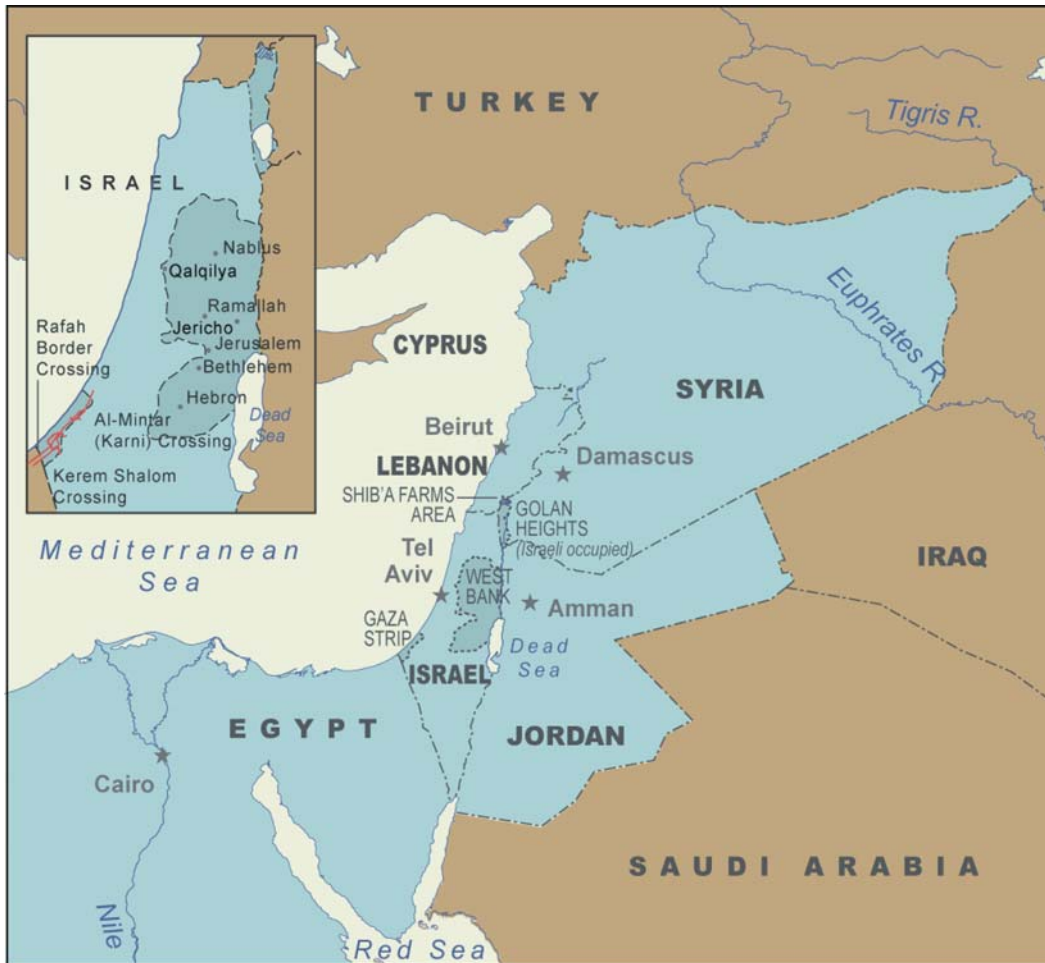 ISRAEL
Nablus
Qalqilya
Ramallah
Jericho
Jerusalem
Bethlehem
Hebron
Rafah
Border
Crossing
Al-Mintar
(Karni) Crossing
Dead
Sea
Kerem Shalom
Crossing
TURKEY
Tigris R.
Euphrates R.
CYPRUS
SYRIA
Beirut
LEBANON
Damascus
SHIB'A FARMS
AREA
GOLAN
HEIGHTS
(Israeli occupied)
Mediterranean
Sea
Tel
Aviv
WEST
BANK
Amman
IRAQ
GAZA
STRIP
Dead
Sea
ISRAEL
EGYPT
JORDAN
Cairo
SAUDI ARABIA
Nile
Red Sea